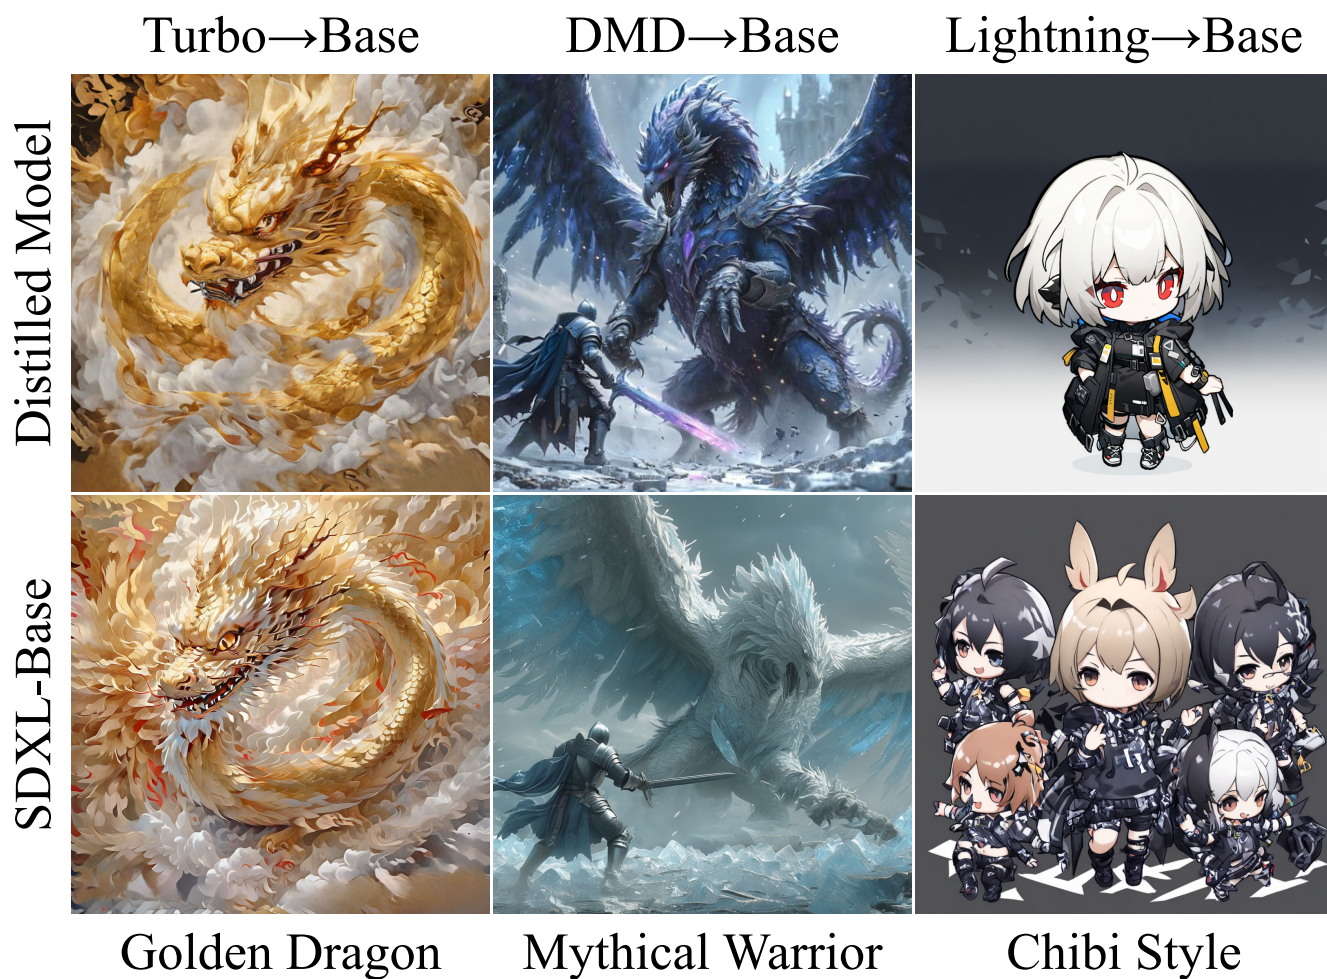 Turbo→Base
DMD→Base
Lightning→Base
Distilled Model
SDXL-Base
Golden Dragon
Mythical Warrior
Chibi Style